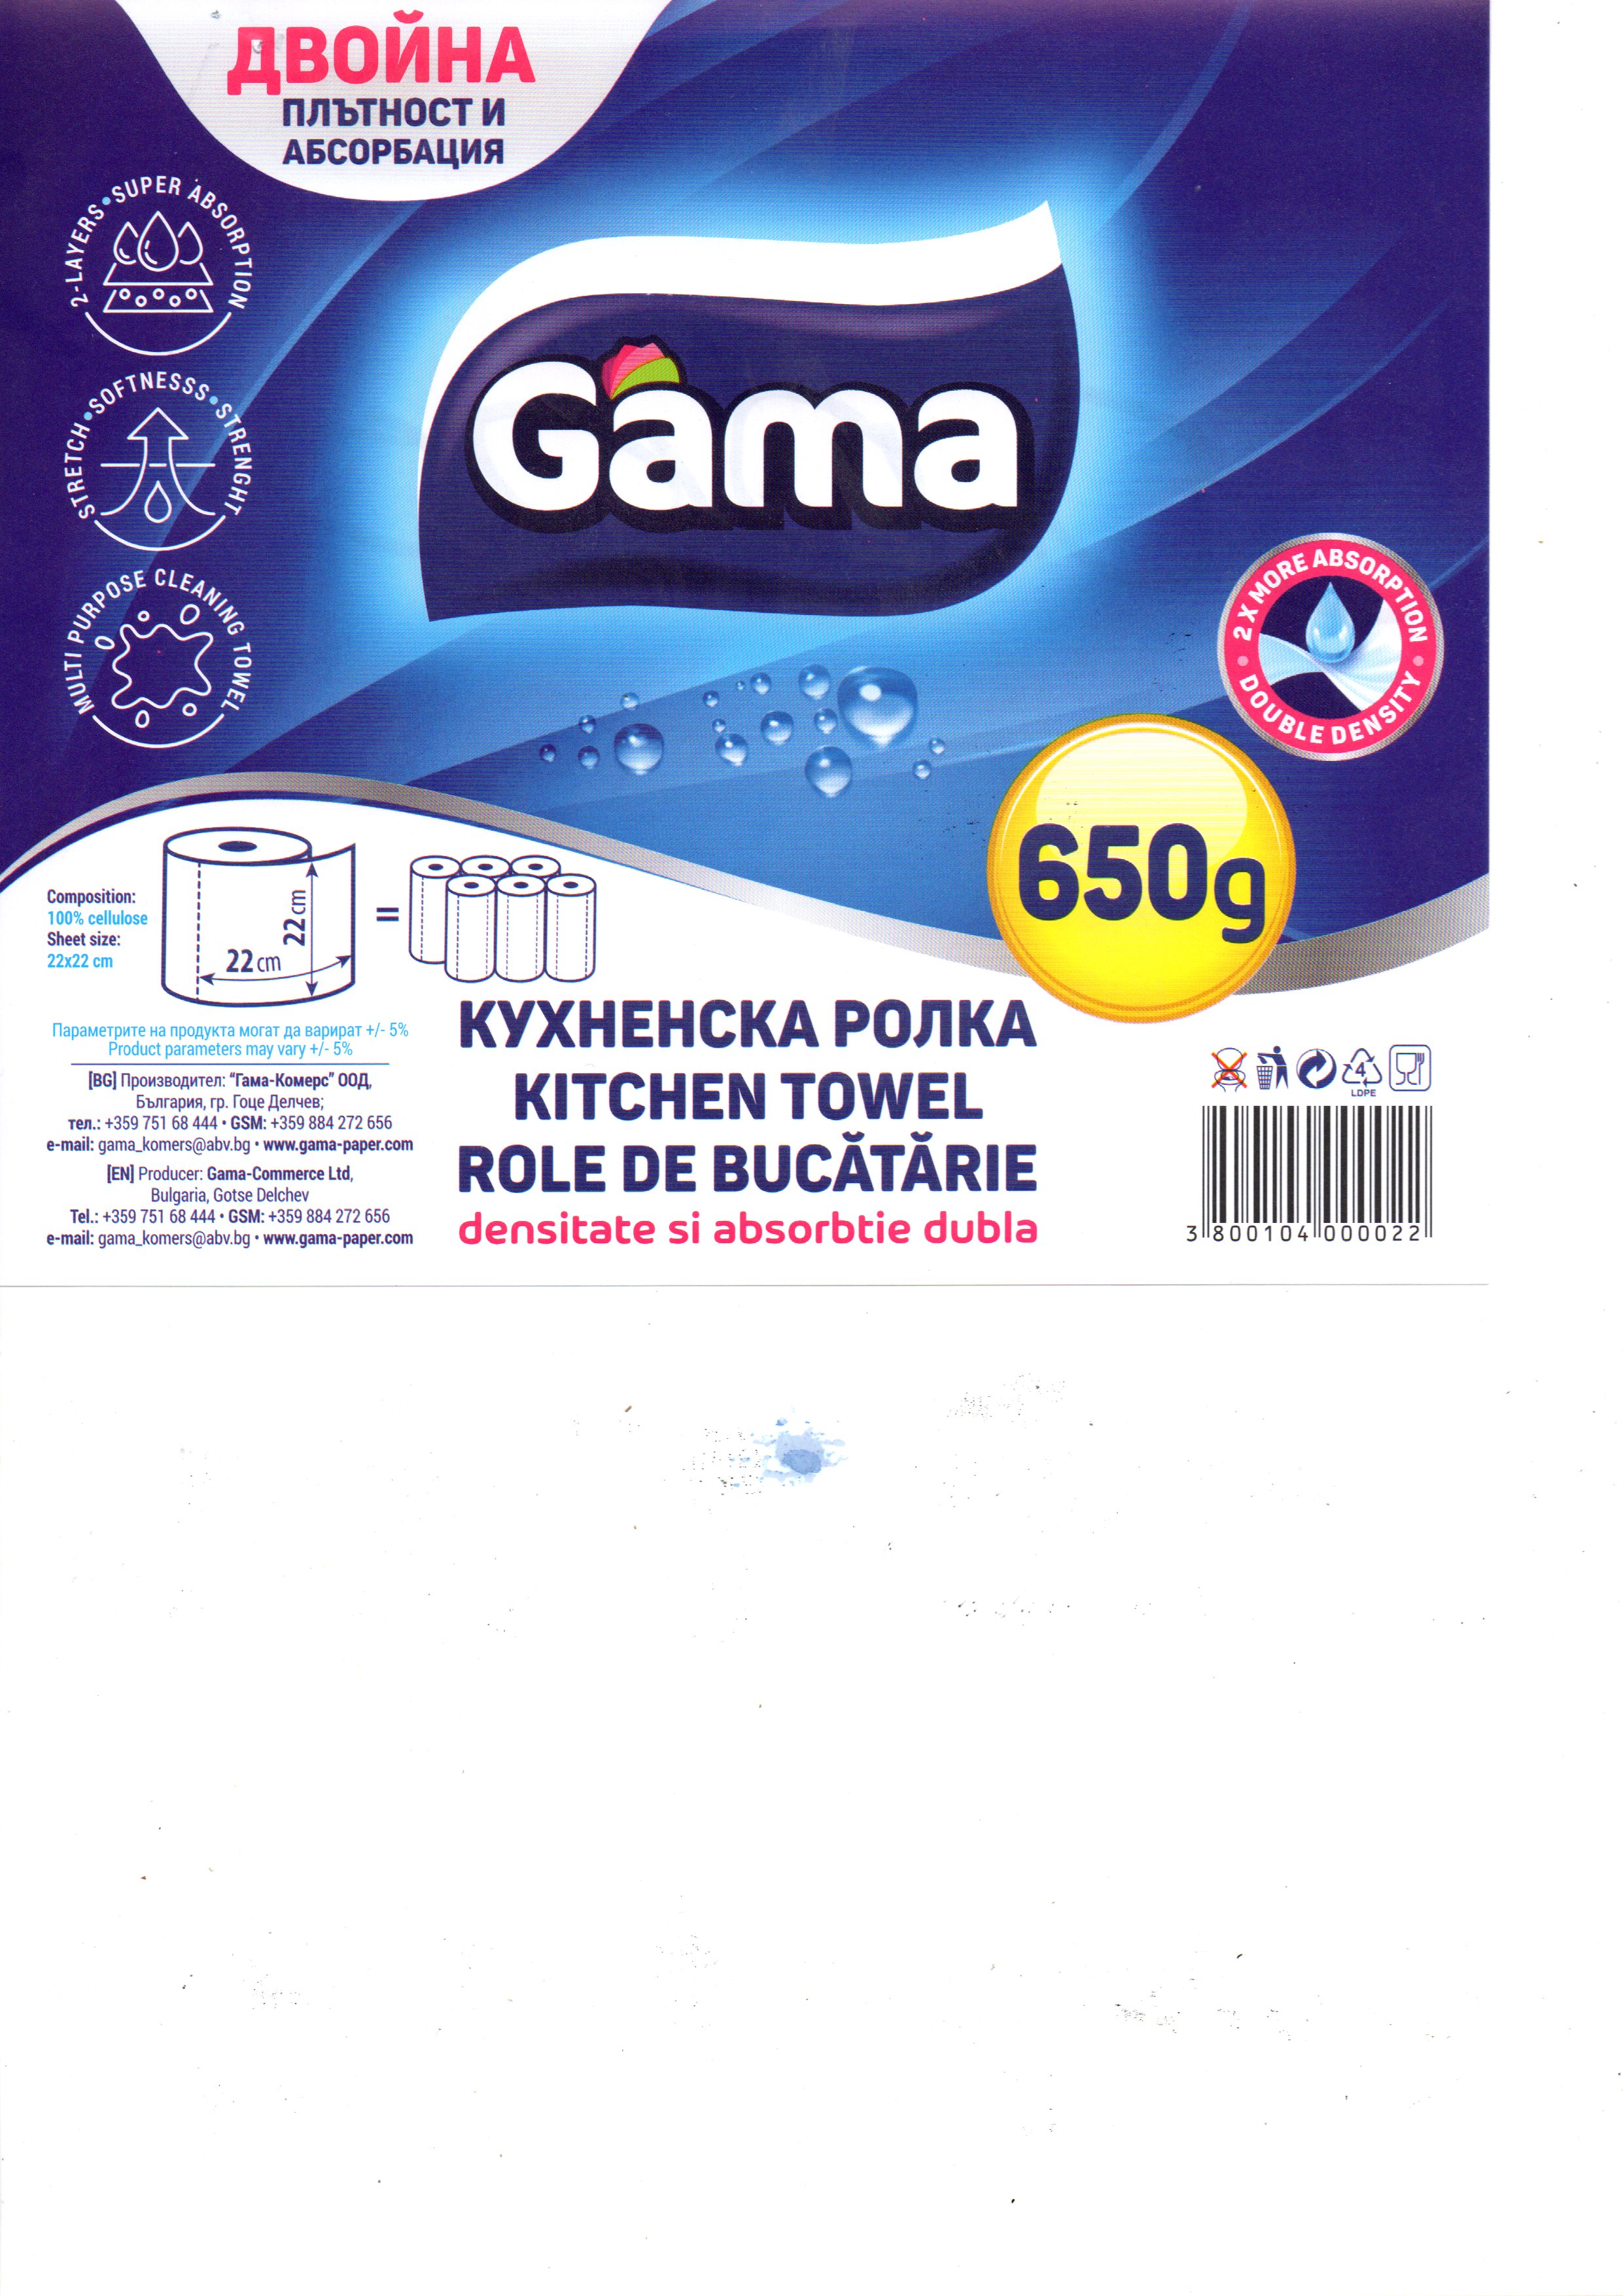 ДВОЙНА
ПЛЪТНОСТ И
АБСОРБАЦИЯ
2-LAYERS • SUPER ABSORPTION
STRETCH • SOFTNESSS • STRENGHT
MULTI PURPOSE CLEANING TOWEL
Gama
2 X MORE ABSORPTION
• DOUBLE DENSITY •
650g
Composition:
100% cellulose
Sheet size:
22x22 cm
22 cm
22 cm
=
Параметрите на продукта могат да варират +/- 5%
Product parameters may vary +/- 5%
[BG] Производител: “Гама-Комерс” ООД,
България, гр. Гоце Делчев;
тел.: +359 751 68 444 • GSM: +359 884 272 656
e-mail: gama_komers@abv.bg • www.gama-paper.com
[EN] Producer: Gama-Commerce Ltd,
Bulgaria, Gotse Delchev
Tel.: +359 751 68 444 • GSM: +359 884 272 656
e-mail: gama_komers@abv.bg • www.gama-paper.com
КУХНЕНСКА РОЛКА
KITCHEN TOWEL
ROLE DE BUCĂTĂRIE
densitate si absorbtie dubla
4
LDPE
3 800104 000022